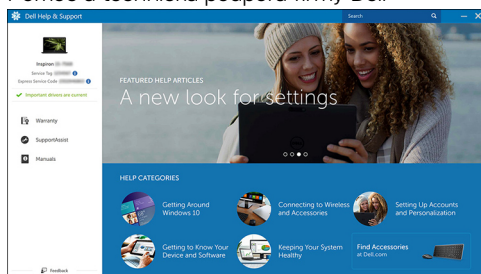 Pomoc a technická podpora firmy Dell
Dell Help & Support
Search
Inspiron
Service Tag
Express Service Code
Important drivers are current
Warranty
SupportAssist
Manuals
Feedback
FEATURED HELP ARTICLES
A new look for settings
HELP CATEGORIES
Getting Around
Windows 10
Connecting to Wireless
and Accessories
Setting Up Accounts
and Personalization
Getting to Know Your
Device and Software
Keeping Your System
Healthy
Find Accessories
at Dell.com